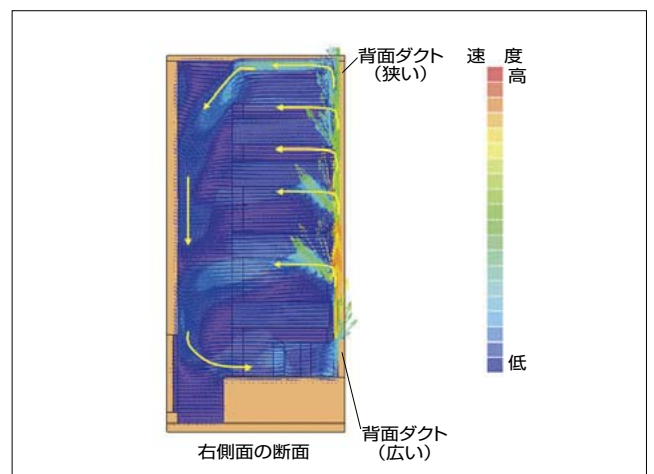 背面ダクト
（狭い）
速 度
高
低
背面ダクト
（広い）
右側面の断面